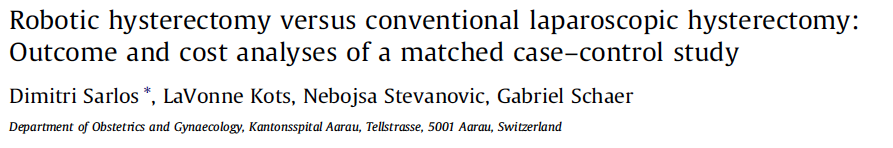 Robotic hysterectomy versus conventional laparoscopic hysterectomy:
Outcome and cost analyses of a matched case–control study
Dimitri Sarlos *, LaVonne Kots, Nebojsa Stevanovic, Gabriel Schaer
Department of Obstetrics and Gynaecology, Kantonsspital Aarau, Tellstrasse, 5001 Aarau, Switzerland